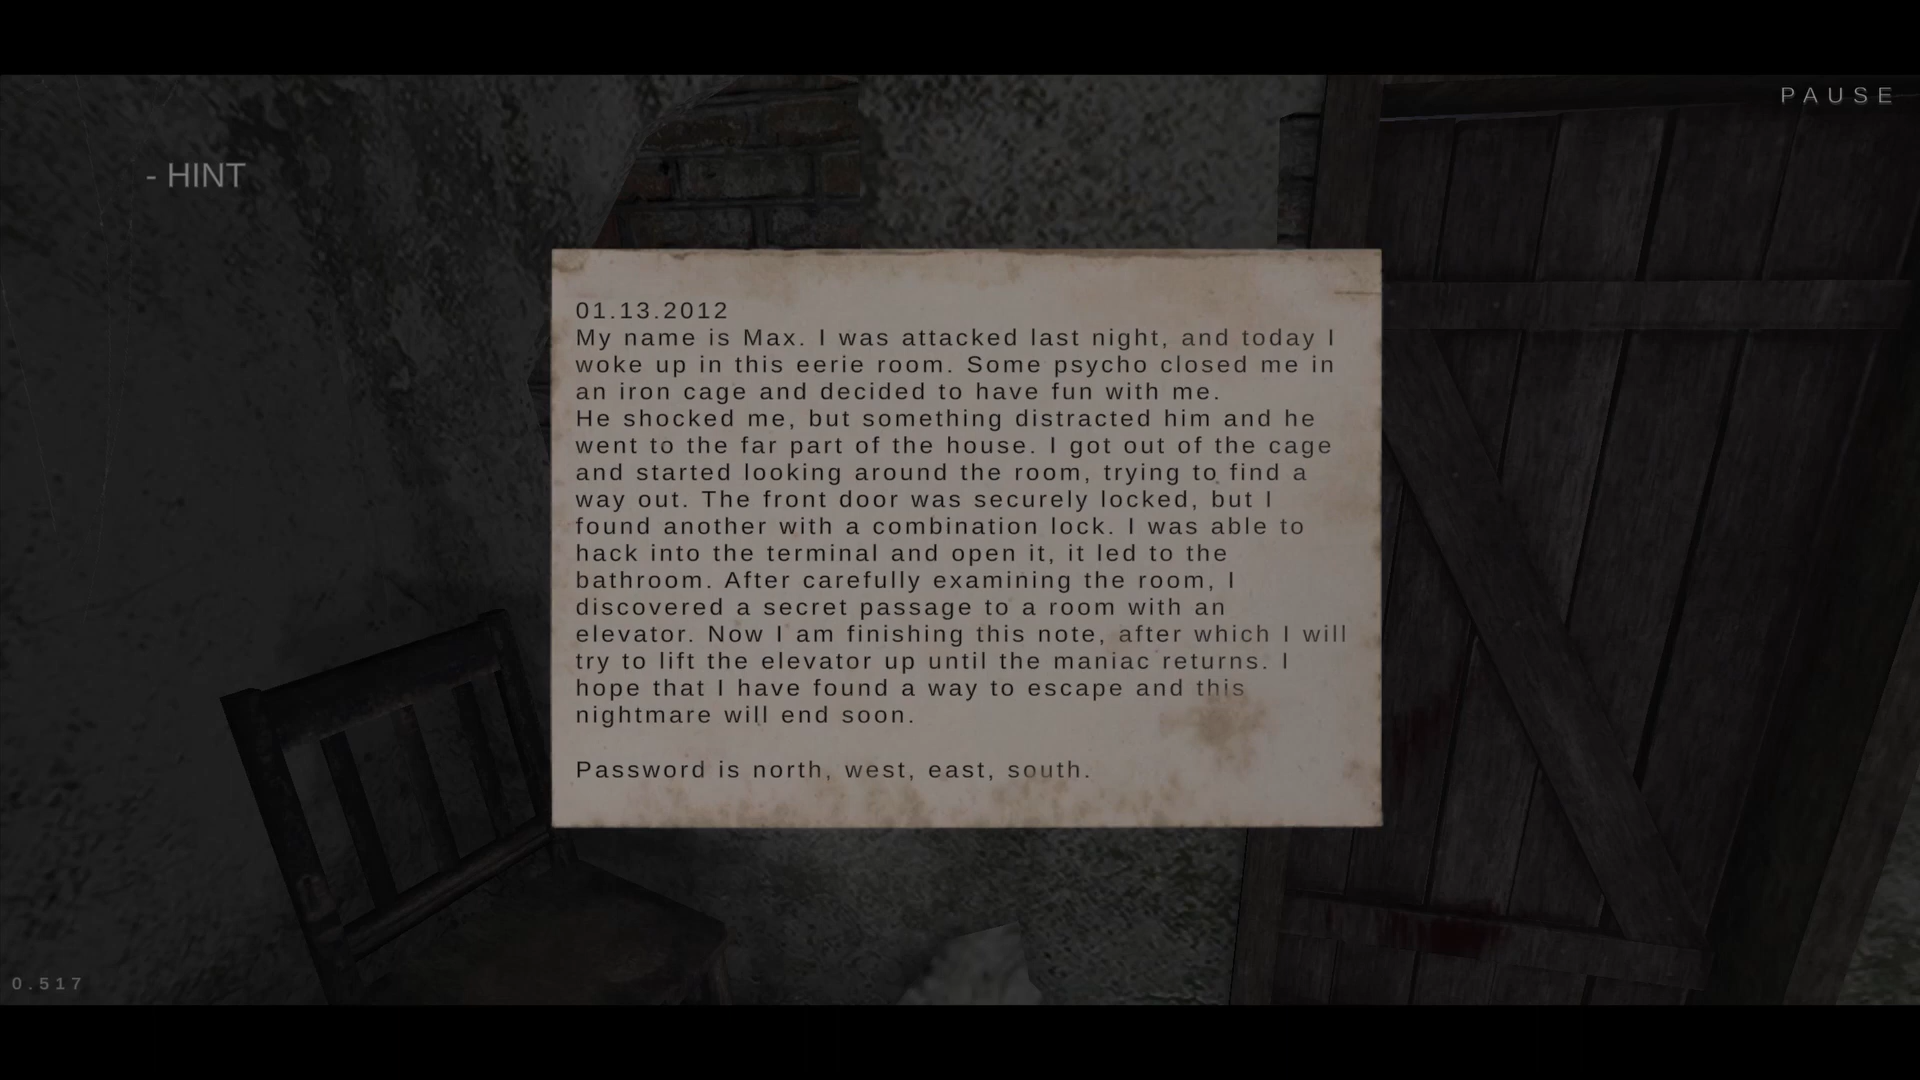 PAUSE
- HINT
01.13.2012
My name is Max. I was attacked last night, and today I
woke up in this eerie room. Some psycho closed me in
an iron cage and decided to have fun with me.
He shocked me, but something distracted him and he
went to the far part of the house. I got out of the cage
and started looking around the room, trying to find a
way out. The front door was securely locked, but I
found another with a combination lock. I was able to
hack into the terminal and open it, it led to the
bathroom. After carefully examining the room, I
discovered a secret passage to a room with an
elevator. Now I am finishing this note, after which I will
try to lift the elevator up until the maniac returns. I
hope that I have found a way to escape and this
nightmare will end soon.
Password is north, west, east, south.
0.517